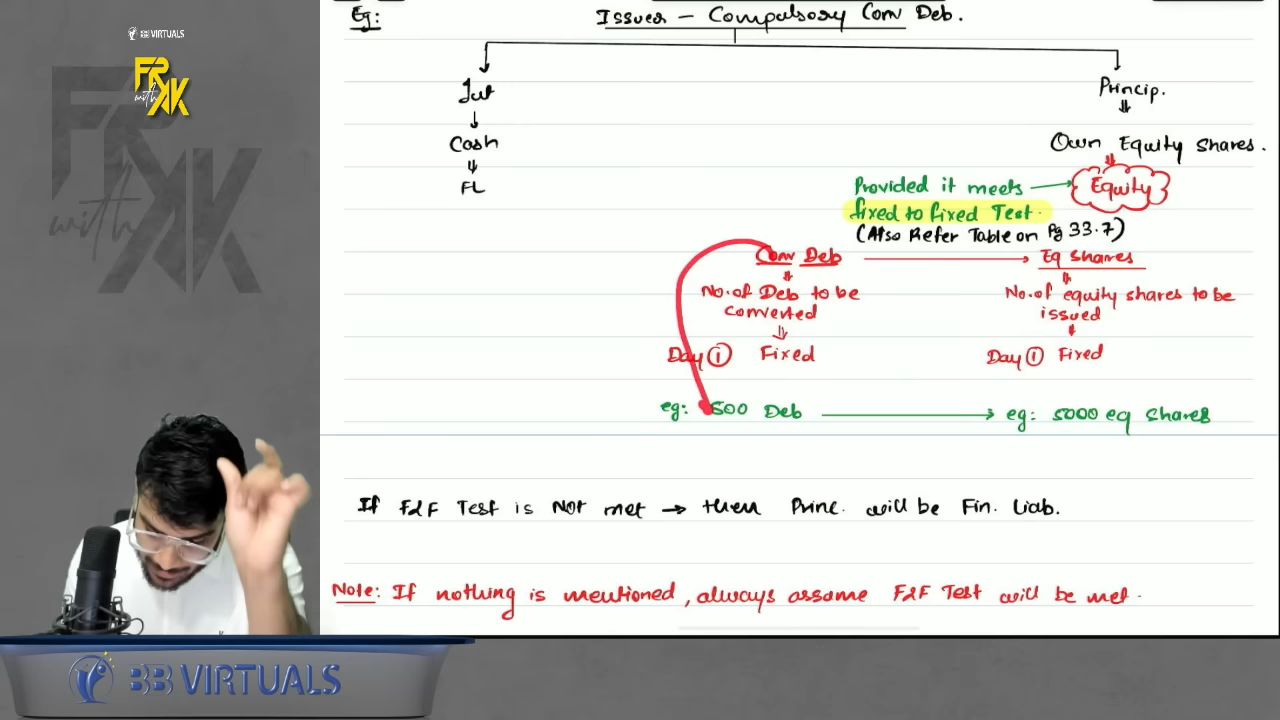 Eg:
Issuer – Compulsory Conv Deb.
BB VIRTUALS
FR
with
AK
FR
with
AK
Int
Princip.
Cash
Own Equity Shares.
FL
Equity
Provided it meets
fixed to fixed Test.
(Also Refer Table on Pg 33.7)
Conv Deb
Eq Shares
No. of Deb to be
converted
No. of equity shares to be
issued
Day 1 Fixed
Day 1 Fixed
eg: 500 Deb
eg: 5000 eq Shares
If F2F Test is Not met → then Princ. will be Fin. Liab.
Note: If nothing is mentioned, always assume F2F Test will be met.
BB VIRTUALS